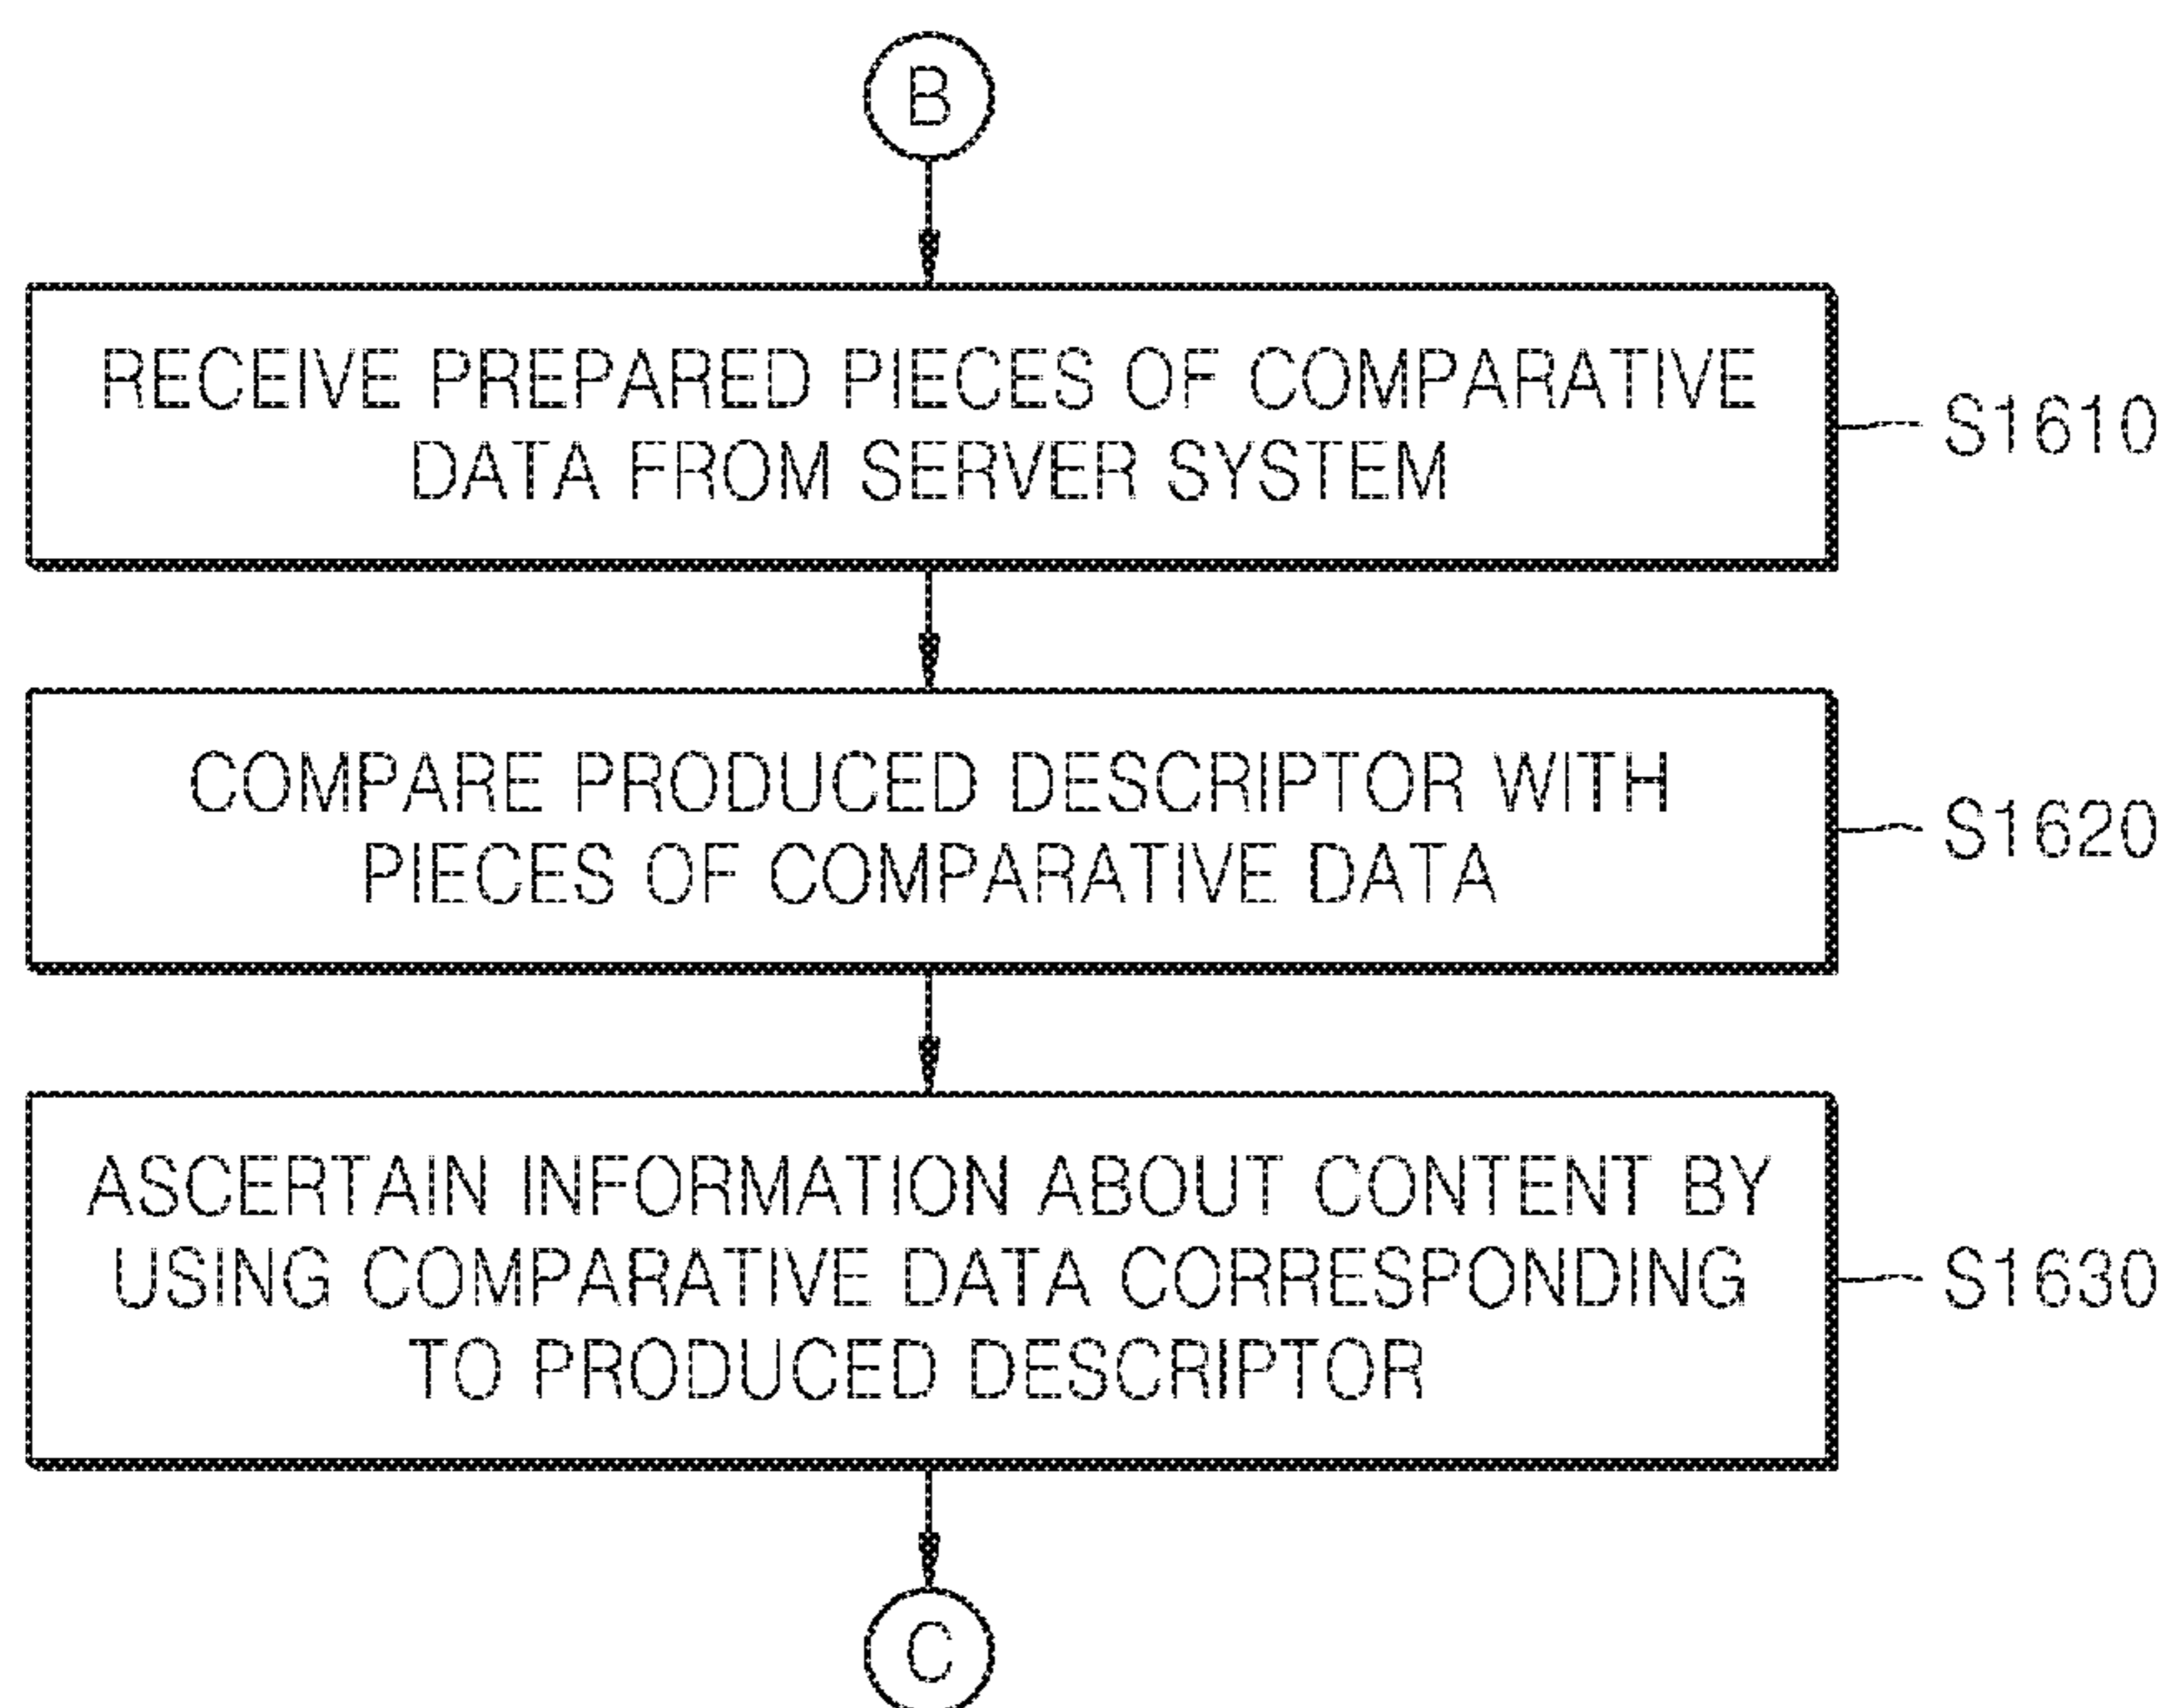 B
RECEIVE PREPARED PIECES OF COMPARATIVE
DATA FROM SERVER SYSTEM
S1610
COMPARE PRODUCED DESCRIPTOR WITH
PIECES OF COMPARATIVE DATA
S1620
ASCERTAIN INFORMATION ABOUT CONTENT BY
USING COMPARATIVE DATA CORRESPONDING
TO PRODUCED DESCRIPTOR
S1630
C